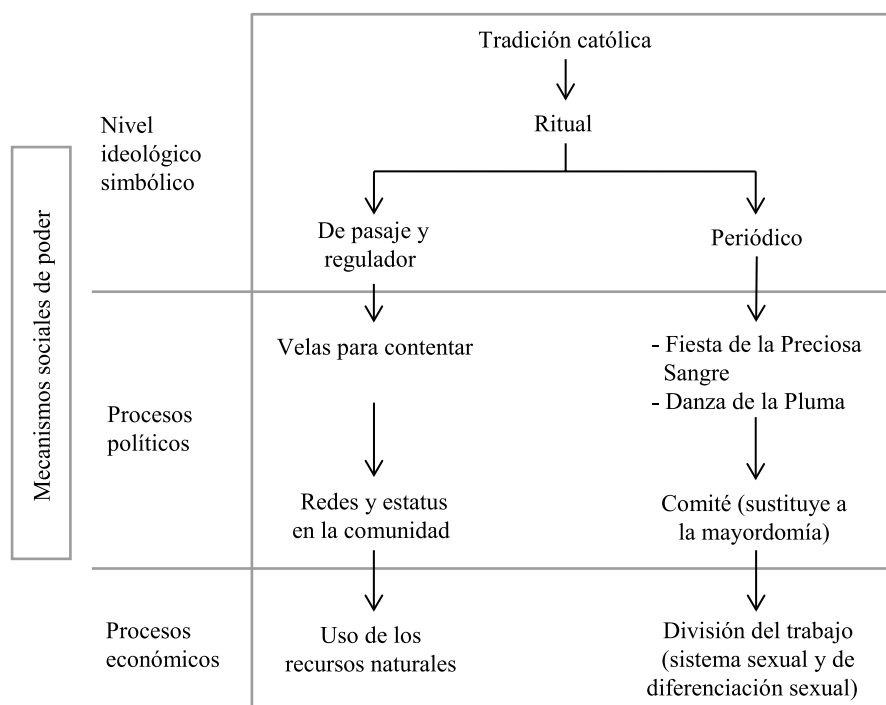 Mecanismos sociales de poder
Nivel
ideológico
simbólico
Tradición católica
Ritual
De pasaje y
regulador
Periódico
Procesos
políticos
Velas para contentar
- Fiesta de la Preciosa
Sangre
- Danza de la Pluma
Redes y estatus
en la comunidad
Comité (sustituye a
la mayordomía)
Procesos
económicos
Uso de los
recursos naturales
División del trabajo
(sistema sexual y de
diferenciación sexual)